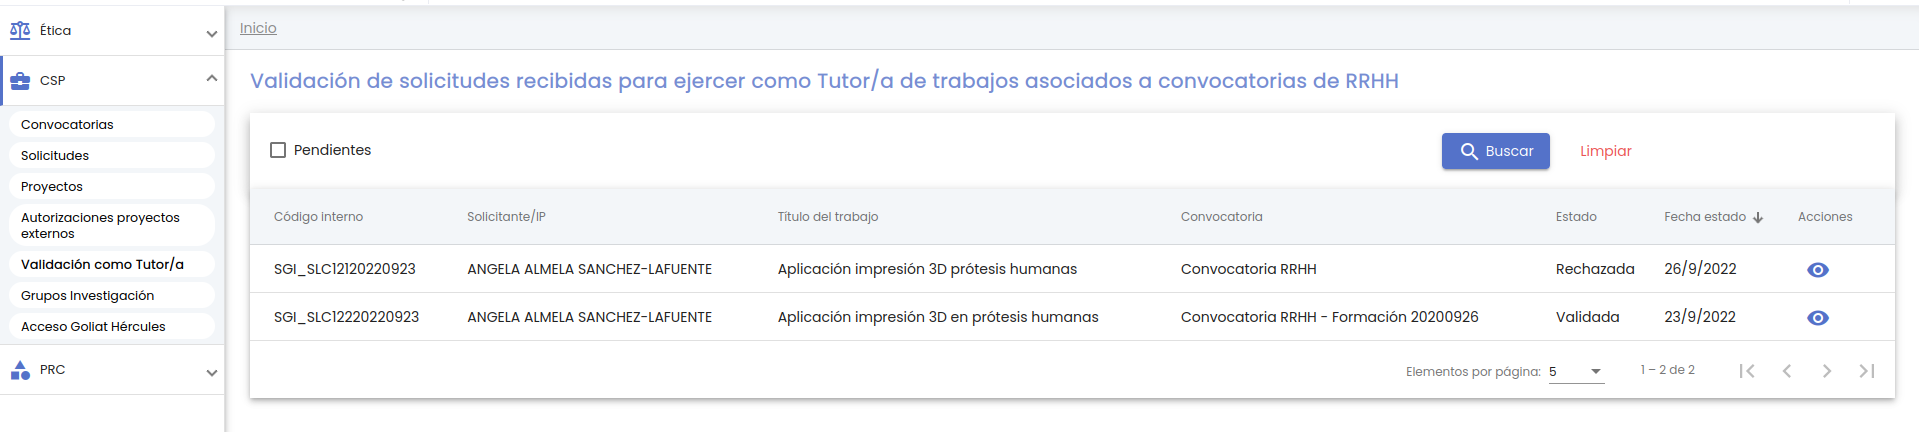 Ética
CSP
Convocatorias
Solicitudes
Proyectos
Autorizaciones proyectos
externos
Validación como Tutor/a
Grupos Investigación
Acceso Goliat Hércules
PRC
Inicio
Validación de solicitudes recibidas para ejercer como Tutor/a de trabajos asociados a convocatorias de RRHH
Pendientes Buscar Limpiar
Código interno Solicitante/IP Título del trabajo Convocatoria Estado Fecha estado Acciones
SGI_SLC12120220923 ANGELA ALMELA SANCHEZ-LAFUENTE Aplicación impresión 3D prótesis humanas Convocatoria RRHH Rechazada 26/9/2022
SGI_SLC12220220923 ANGELA ALMELA SANCHEZ-LAFUENTE Aplicación impresión 3D en prótesis humanas Convocatoria RRHH - Formación 20200926 Validada 23/9/2022
Elementos por página: 5 1 – 2 de 2